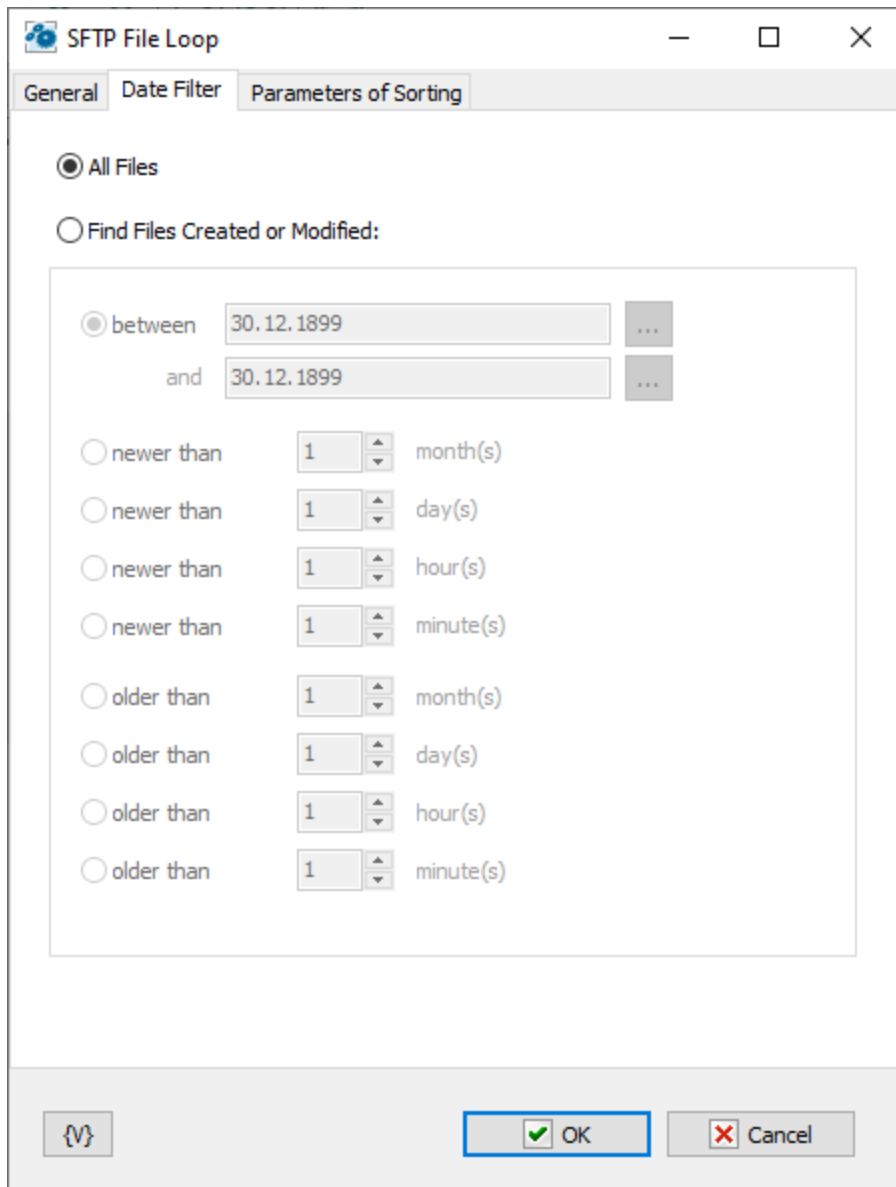 SFTP File Loop
General Date Filter Parameters of Sorting
All Files
Find Files Created or Modified:
between 30.12.1899 ...
and 30.12.1899 ...
newer than 1 month(s)
newer than 1 day(s)
newer than 1 hour(s)
newer than 1 minute(s)
older than 1 month(s)
older than 1 day(s)
older than 1 hour(s)
older than 1 minute(s)
{V} OK Cancel